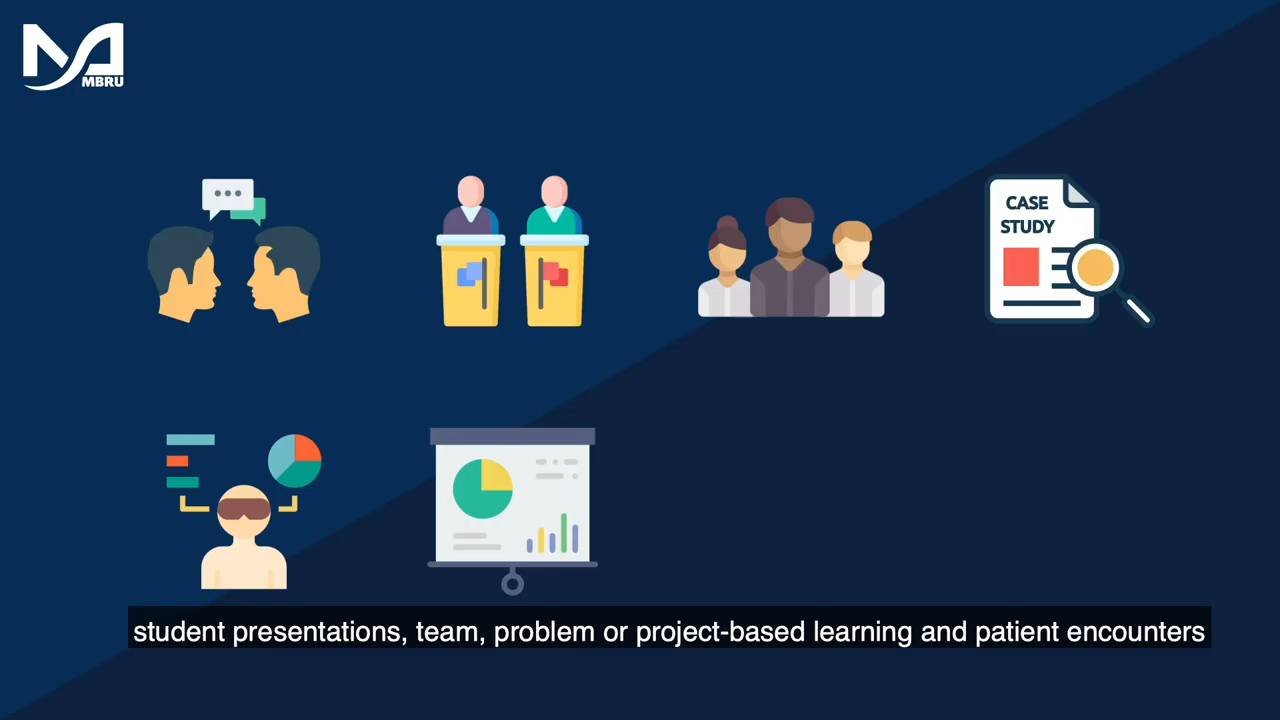 MBRU
CASE
STUDY
student presentations, team, problem or project-based learning and patient encounters